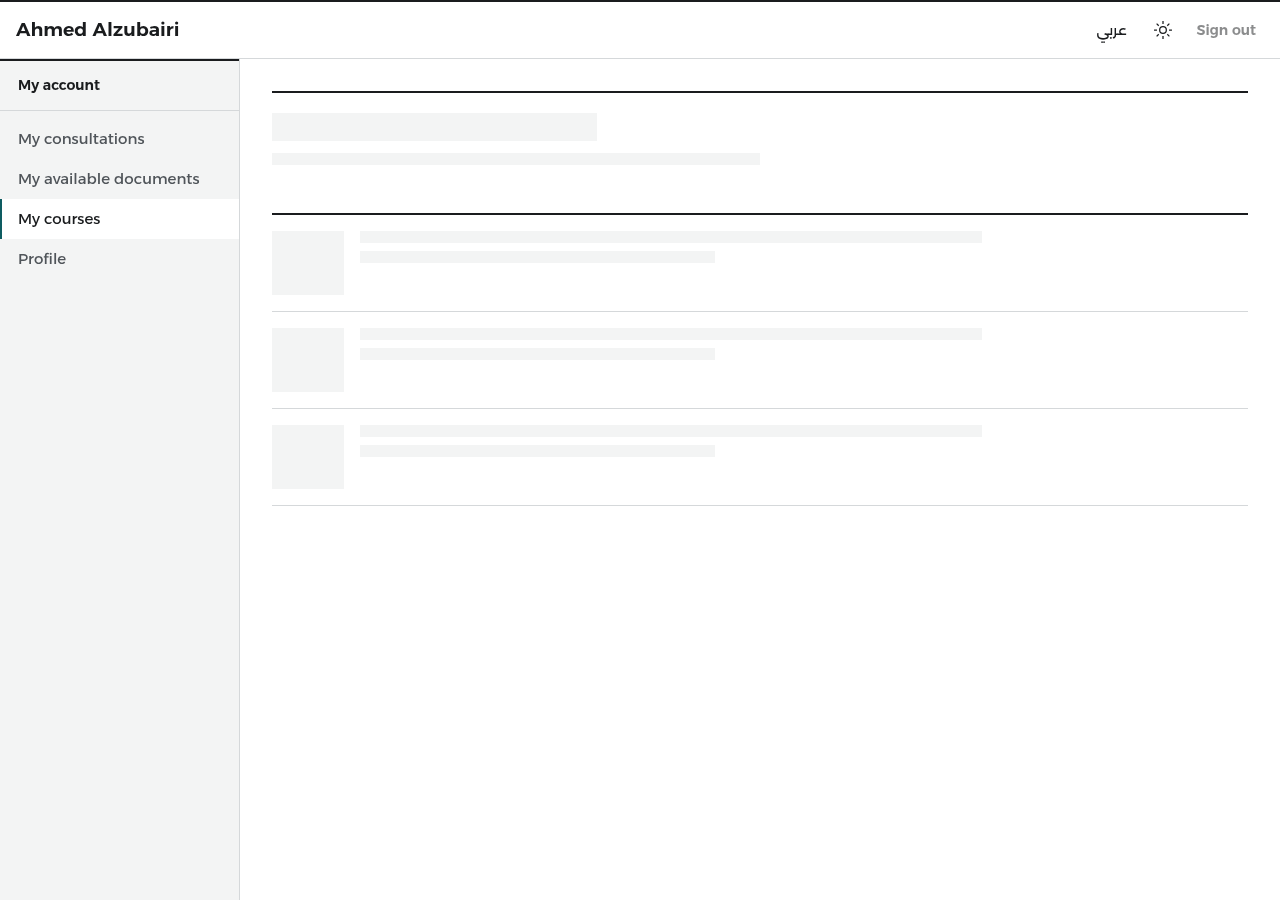 Ahmed Alzubairi
عربي
Sign out
My account
My consultations
My available documents
My courses
Profile